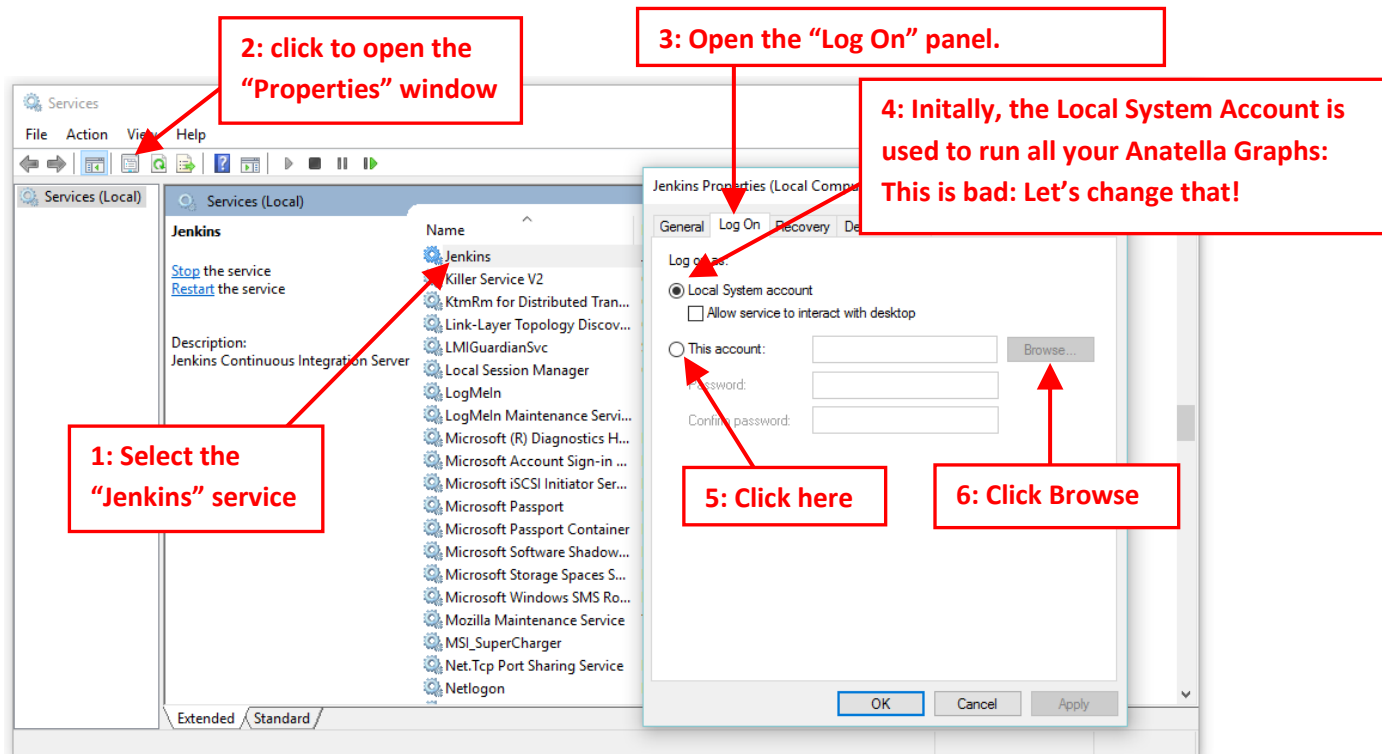 2: click to open the
“Properties” window
3: Open the “Log On” panel.
4: Initally, the Local System Account is
used to run all your Anatella Graphs:
This is bad: Let’s change that!
Services
File Action View Help
Services (Local)
Services (Local)
Jenkins
Stop the service
Restart the service
Description:
Jenkins Continuous Integration Server
Name
Jenkins
Killer Service V2
KtmRm for Distributed Tran...
Link-Layer Topology Discov...
LMIGuardianSvc
Local Session Manager
LogMeIn
LogMeIn Maintenance Servi...
Microsoft (R) Diagnostics H...
Microsoft Account Sign-in ...
Microsoft iSCSI Initiator Ser...
Microsoft Passport
Microsoft Passport Container
Microsoft Software Shadow...
Microsoft Storage Spaces S...
Microsoft Windows SMS Ro...
Mozilla Maintenance Service
MSI_SuperCharger
Net.Tcp Port Sharing Service
Netlogon
Extended Standard
1: Select the
“Jenkins” service
Jenkins Properties (Local Compu
General Log On Recovery De
Log on as:
Local System account
Allow service to interact with desktop
This account:
Browse...
Password:
Confirm password:
5: Click here
6: Click Browse
OK Cancel Apply